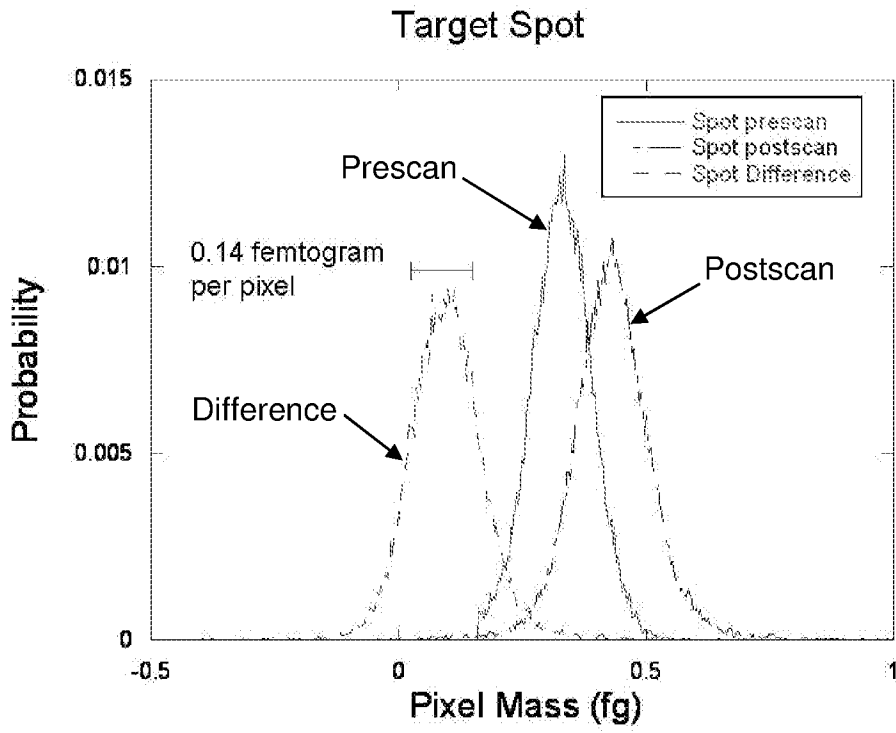 Target Spot
0.015
Spot prescan
Spot postscan
Spot Difference
Prescan
0.14 femtogram
per pixel
0.01
Postscan
Probability
Difference
0.005
0
-0.5
0
0.5
1
Pixel Mass (fg)